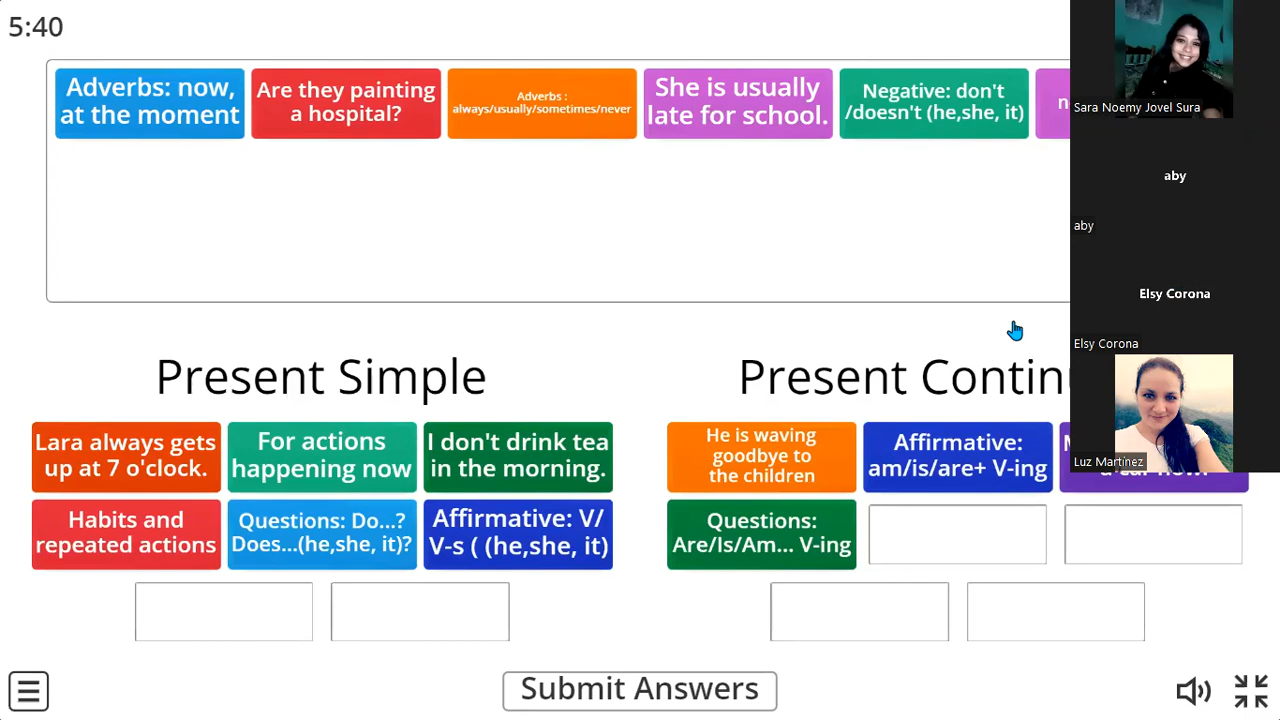 5:40
Adverbs: now,
at the moment
Are they painting
a hospital?
Adverbs :
always/usually/sometimes/never
She is usually
late for school.
Negative: don't
/doesn't (he,she, it)
Sara Noemy Jovel Sura
aby
aby
Elsy Corona
Elsy Corona
Luz Martinez
Present Simple
Lara always gets
up at 7 o'clock.
For actions
happening now
I don't drink tea
in the morning.
Habits and
repeated actions
Questions: Do...?
Does...(he,she, it)?
Affirmative: V/
V-s ( (he,she, it)
Present Contin
He is waving
goodbye to
the children
Affirmative:
am/is/are+ V-ing
Questions:
Are/Is/Am... V-ing
Submit Answers